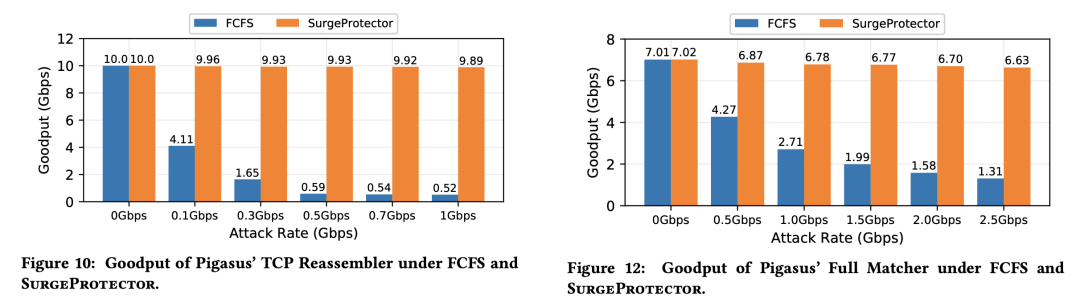 FCFS SurgeProtector
12
10
8
6
4
2
0
Goodput (Gbps)
10.0 10.0
4.11 9.96
1.65 9.93
0.59 9.93
0.54 9.92
0.52 9.89
0Gbps 0.1Gbps 0.3Gbps 0.5Gbps 0.7Gbps 1Gbps
Attack Rate (Gbps)
Figure 10: Goodput of Pigasus' TCP Reassembler under FCFS and
SURGEPROTECTOR.
FCFS SurgeProtector
8
6
4
2
0
Goodput (Gbps)
7.01 7.02
4.27 6.87
2.71 6.78
1.99 6.77
1.58 6.70
1.31 6.63
0Gbps 0.5Gbps 1.0Gbps 1.5Gbps 2.0Gbps 2.5Gbps
Attack Rate (Gbps)
Figure 12: Goodput of Pigasus' Full Matcher under FCFS and
SURGEPROTECTOR.